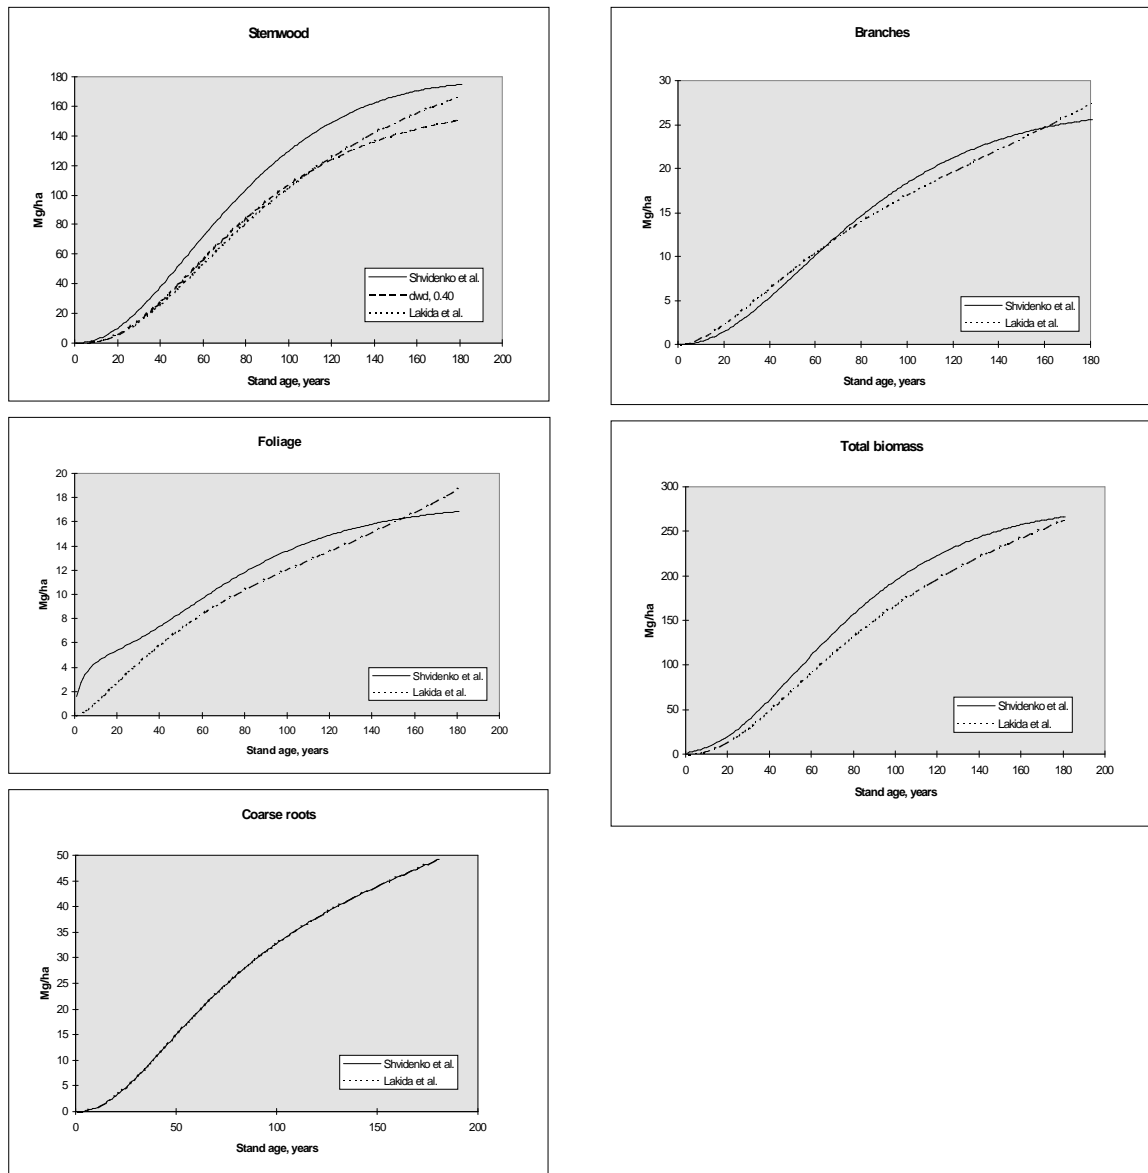 Stemwood
180
160
140
120
100
80
60
40
20
0
Mg/ha
0 20 40 60 80 100 120 140 160 180 200
Stand age, years
Shvidenko et al.
dwd, 0.40
Lakida et al.
Branches
30
25
20
15
10
5
0
Mg/ha
0 20 40 60 80 100 120 140 160 180
Stand age, years
Shvidenko et al.
Lakida et al.
Foliage
20
18
16
14
12
10
8
6
4
2
0
Mg/ha
0 20 40 60 80 100 120 140 160 180 200
Stand age, years
Shvidenko et al.
Lakida et al.
Total biomass
300
250
200
150
100
50
0
Mg/ha
0 20 40 60 80 100 120 140 160 180 200
Stand age, years
Shvidenko et al.
Lakida et al.
Coarse roots
50
45
40
35
30
25
20
15
10
5
0
Mg/ha
0 50 100 150 200
Stand age, years
Shvidenko et al.
Lakida et al.